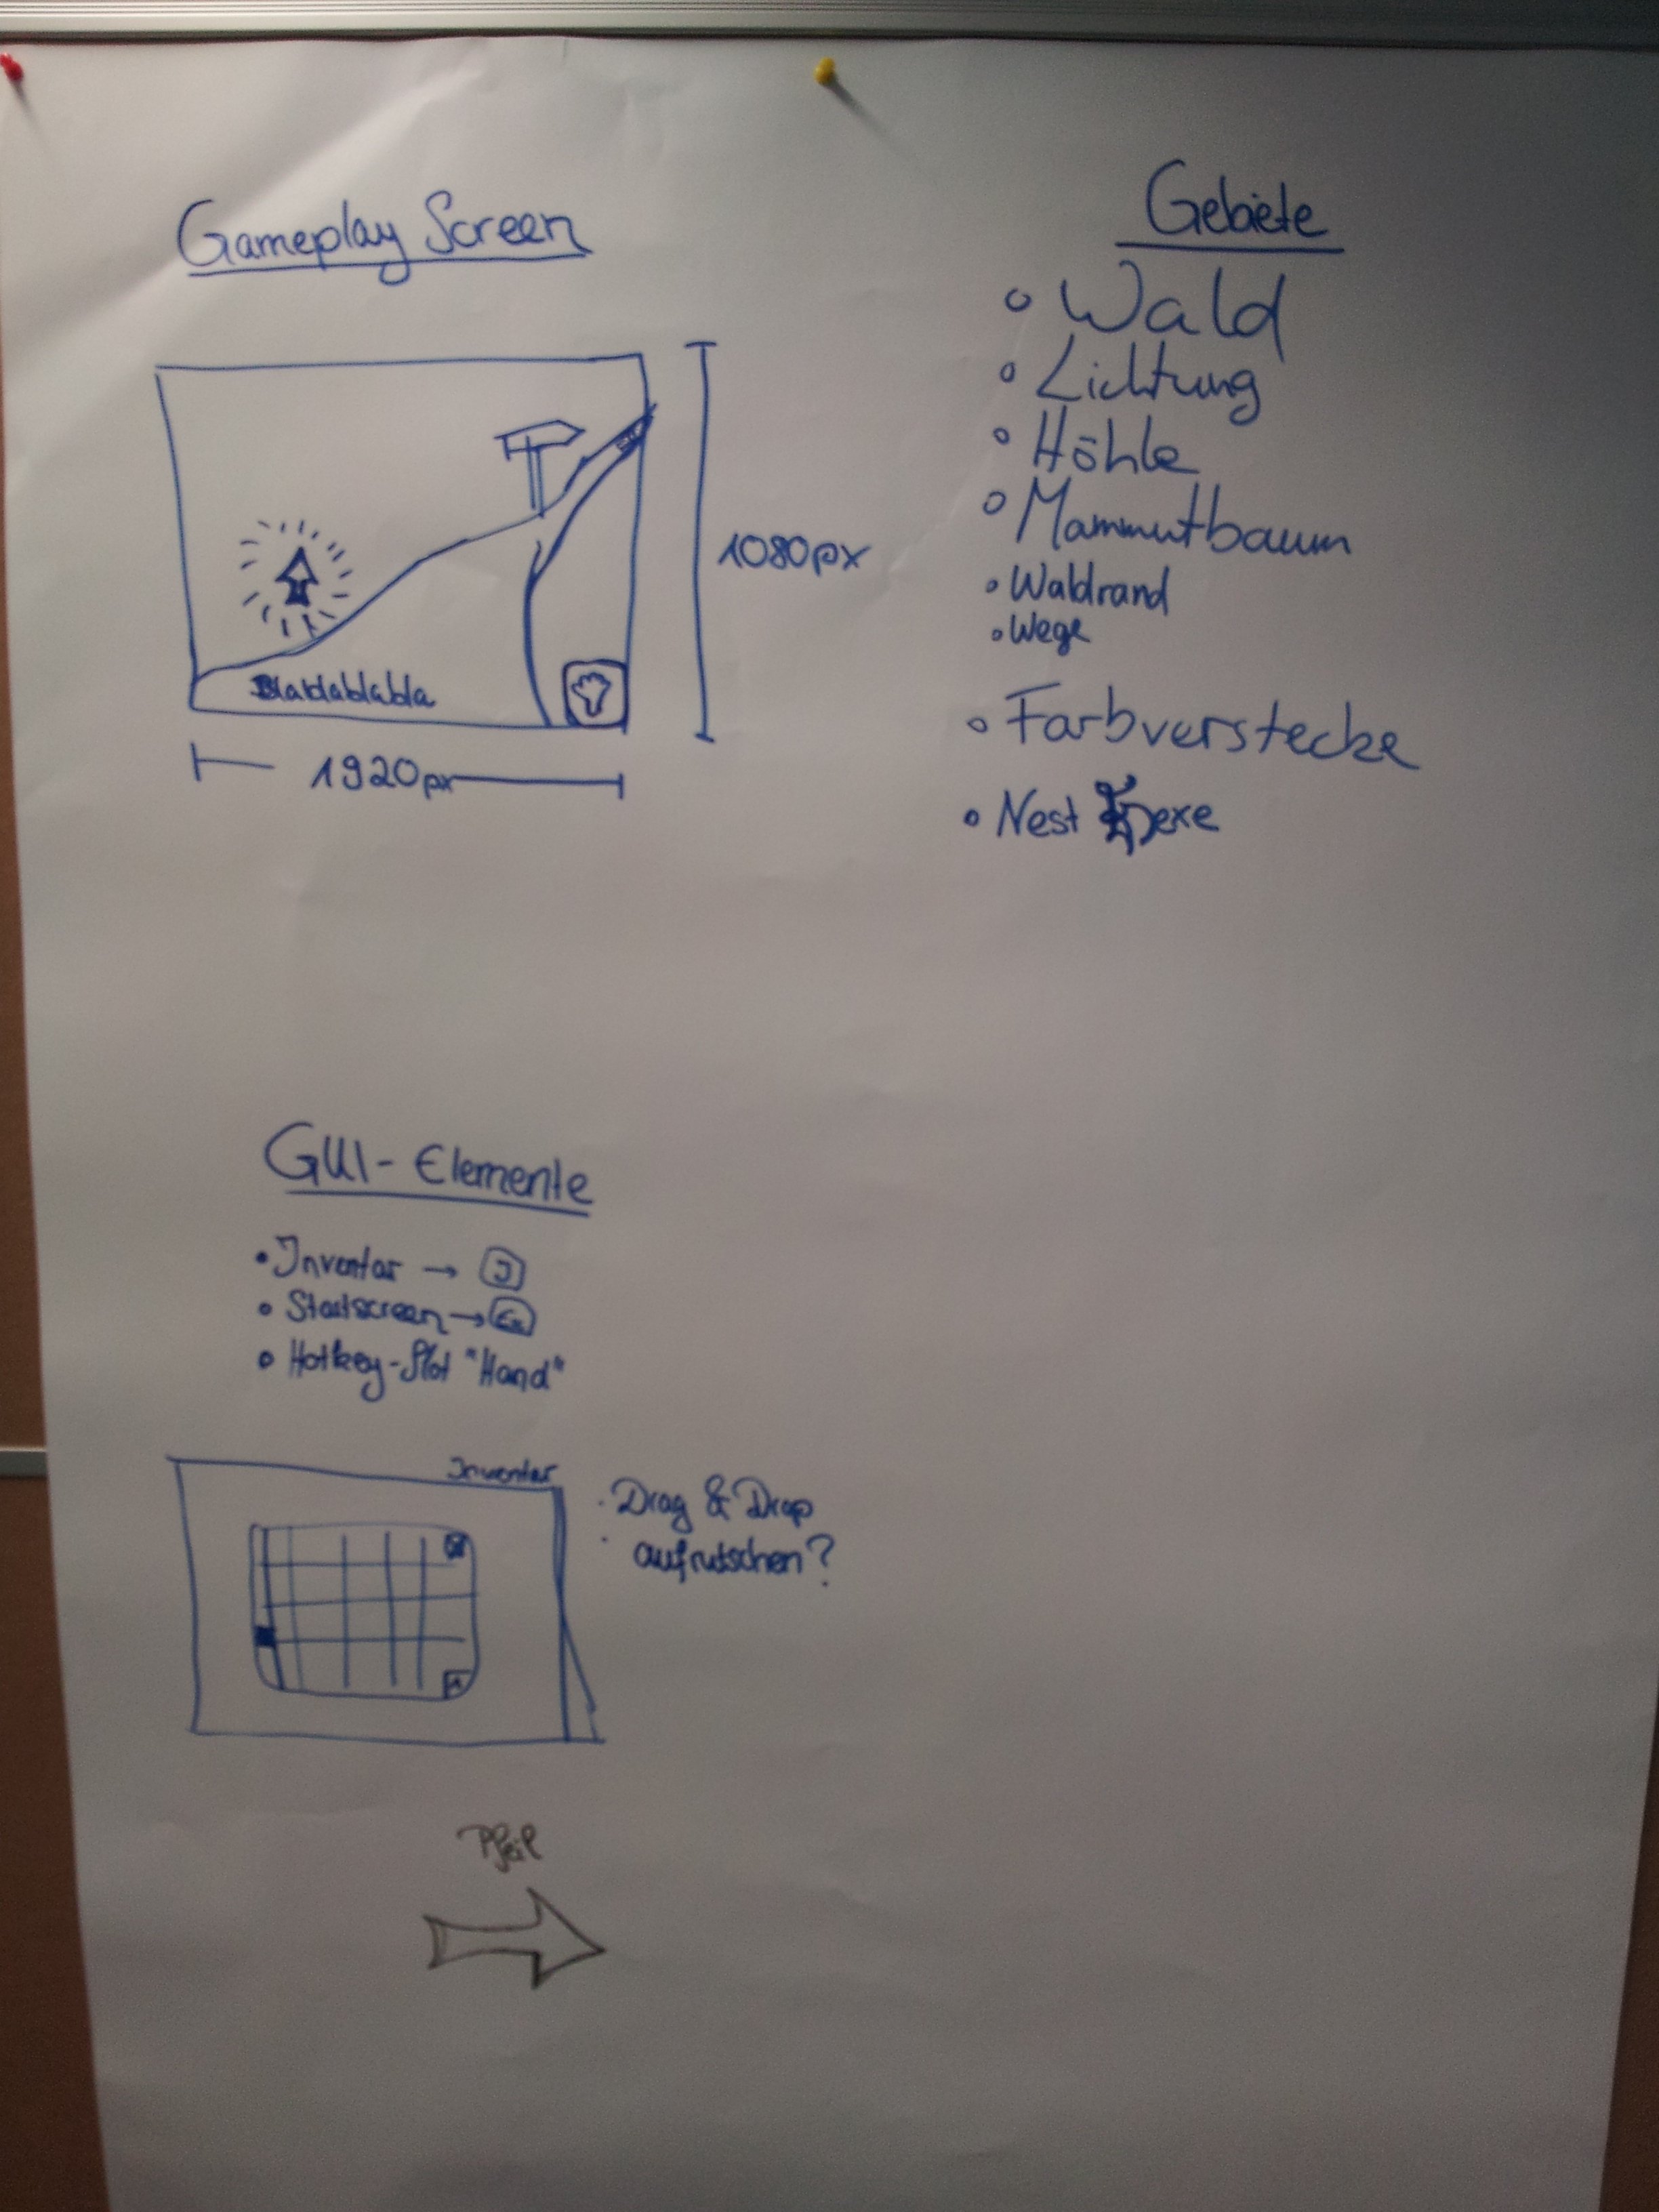 Gameplay Screen
Blablablabla
1080px
1920px
Gebiete
Wald
Lichtung
Höhle
Mammutbaum
Waldrand
Wege
Farbverstecke
Nest Hexe
GUI-Elemente
Inventar → J
Startscreen →
Hotkey-Slot "Hand"
Inventar
Drag & Drop
aufrutschen?
Pfeil